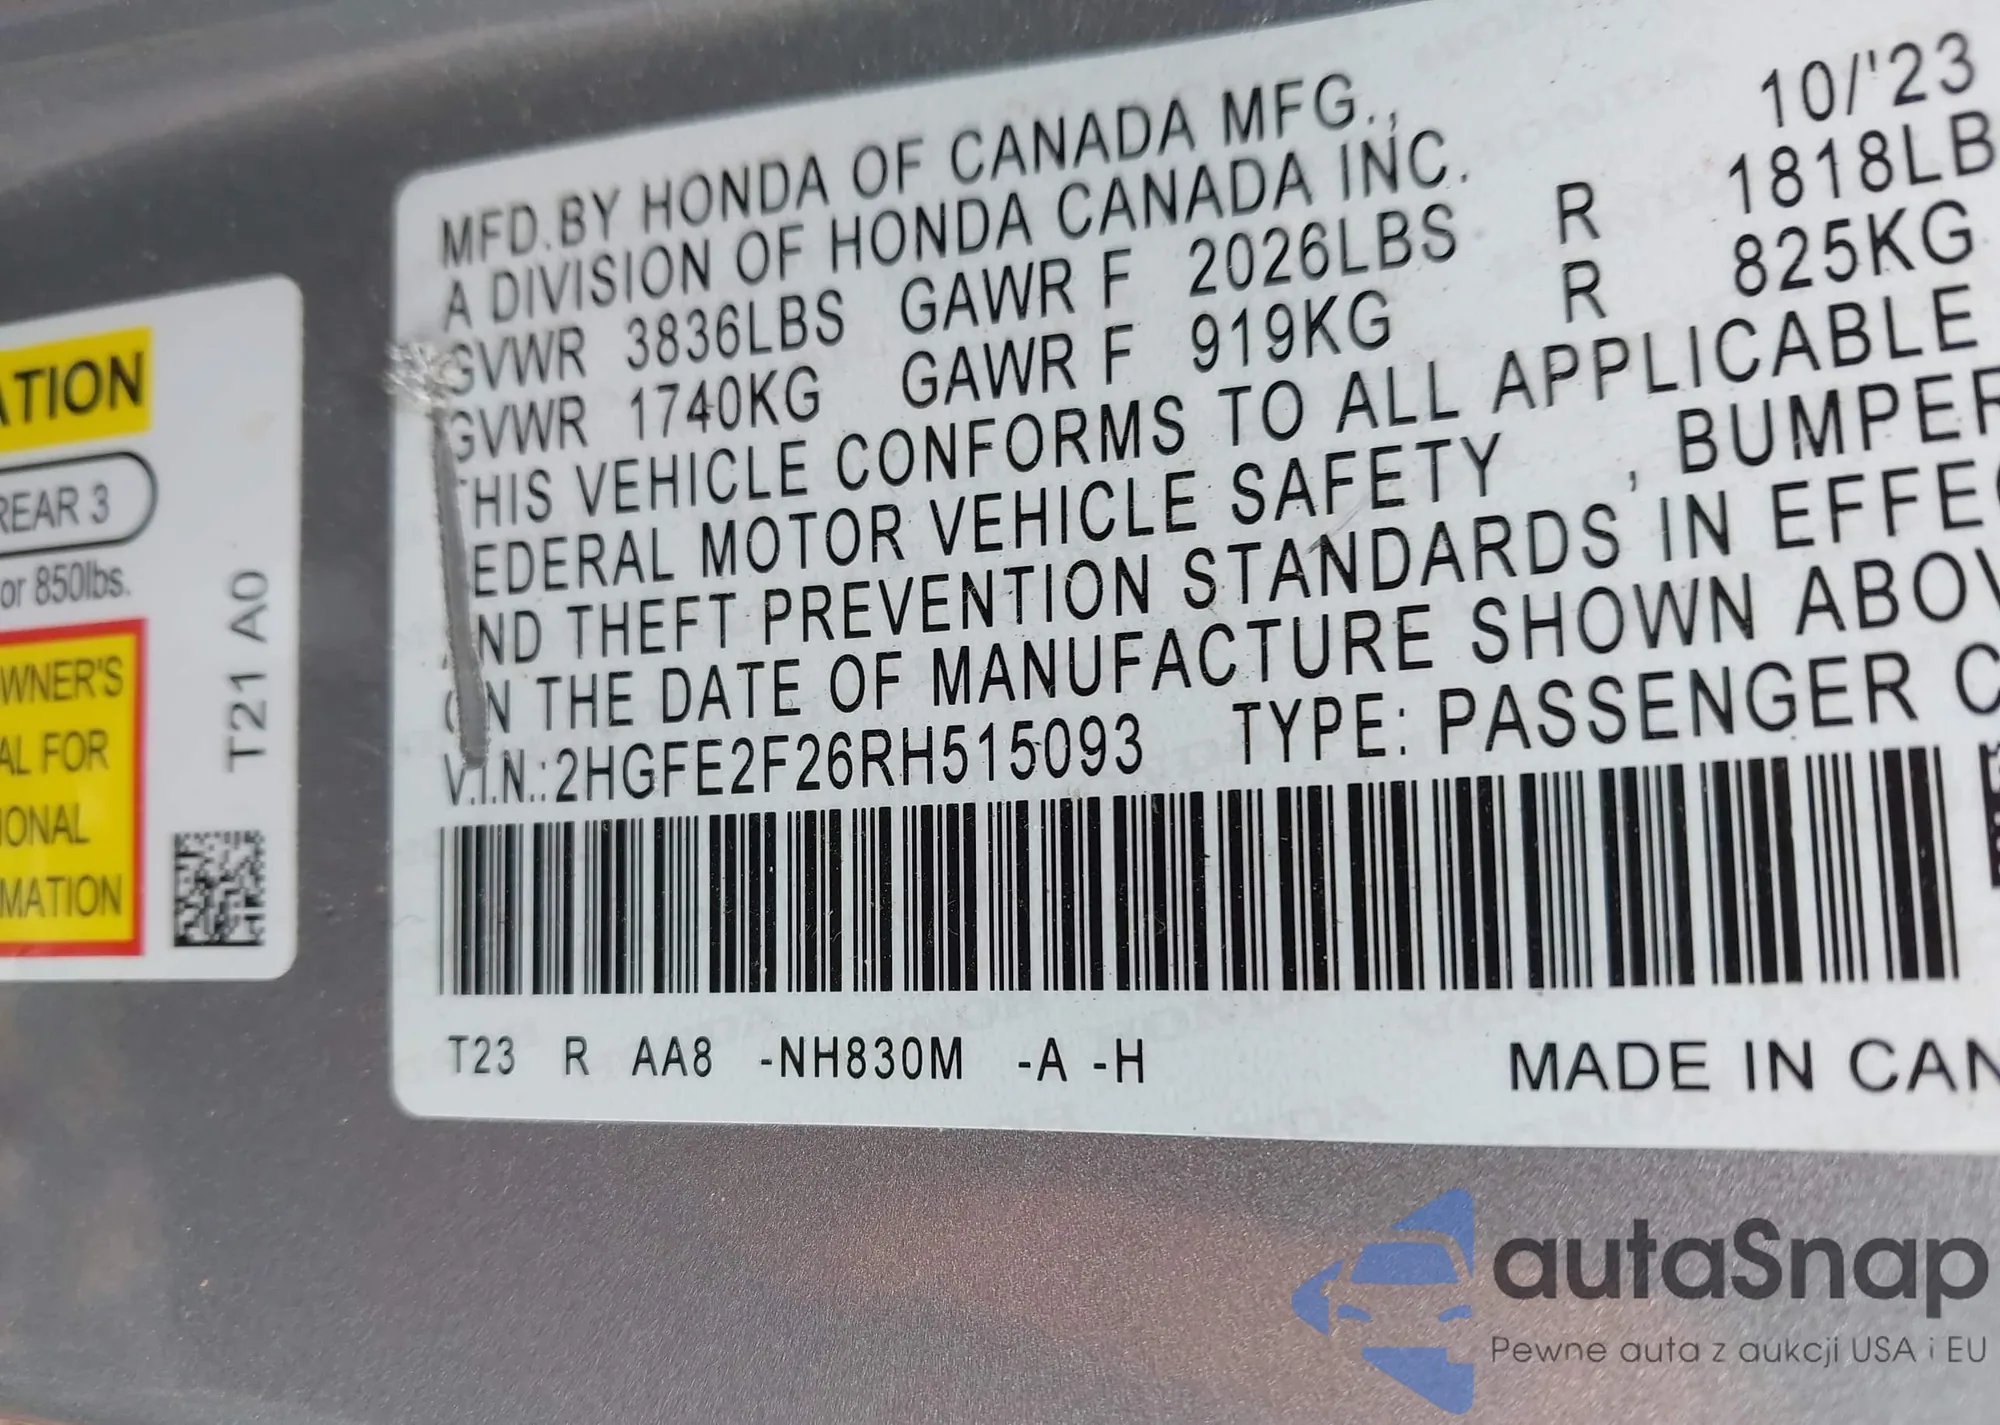 ATION
REAR 3
or 850lbs.
WNER'S
AL FOR
IONAL
MATION
T21 A0
10/'23
MFD.BY HONDA OF CANADA MFG.,
A DIVISION OF HONDA CANADA INC.
GVWR 3836LBS GAWR F 2026LBS R 1818LB
GVWR 1740KG GAWR F 919KG R 825KG
THIS VEHICLE CONFORMS TO ALL APPLICABLE
EDERAL MOTOR VEHICLE SAFETY , BUMPER
ND THEFT PREVENTION STANDARDS IN EFFEC
ON THE DATE OF MANUFACTURE SHOWN ABOV
V.I.N.:2HGFE2F26RH515093 TYPE: PASSENGER C
T23 R AA8 -NH830M -A -H
MADE IN CAN
autaSnap
Pewne auta z aukcji USA i EU